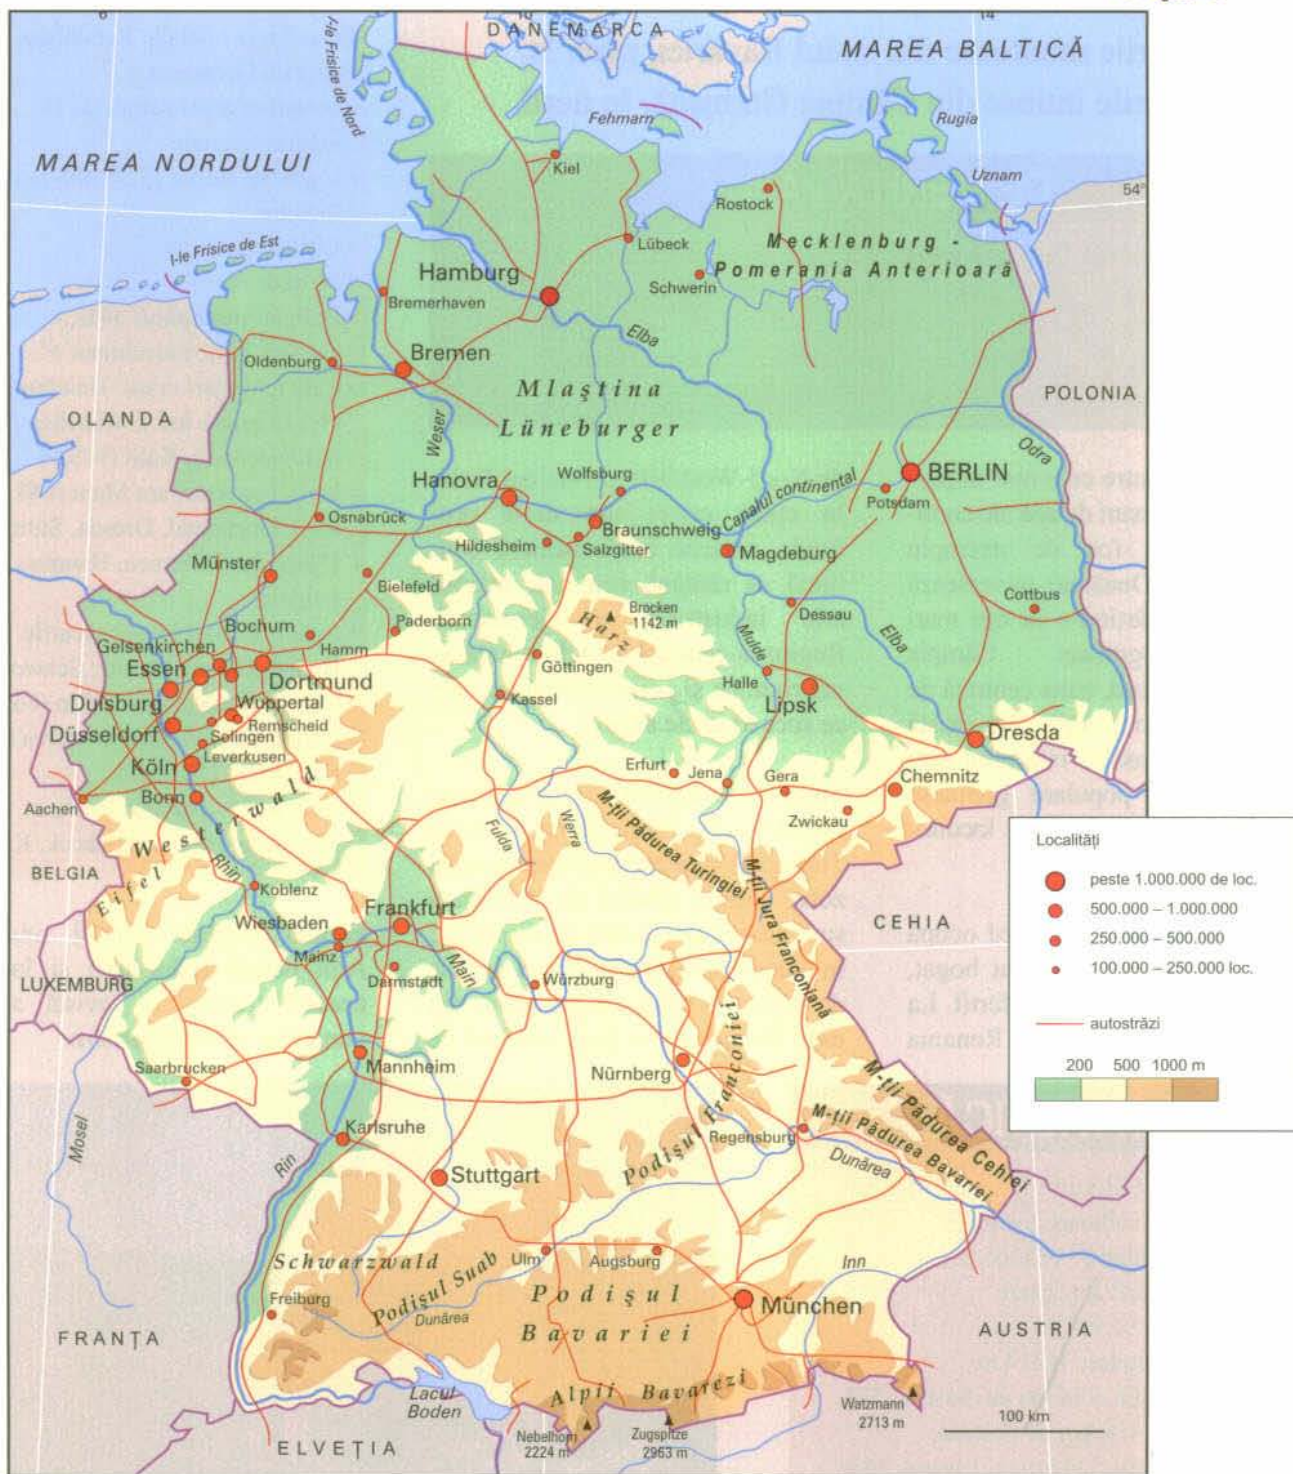 6
10
14
DANEMARCA
MAREA BALTICĂ
I-le Frisice de Nord
Fehmarn
Rugia
MAREA NORDULUI
Kiel
Uznam
54°
Rostock
I-le Frisice de Est
Lübeck
Mecklenburg -
Pomerania Anterioară
Hamburg
Schwerin
Bremerhaven
Elba
Oldenburg
Bremen
Mlaştina
Lüneburger
POLONIA
OLANDA
Weser
Odra
Hanovra
Wolfsburg
Canalul continental
BERLIN
Potsdam
Osnabrück
Braunschweig
Hildesheim
Salzgitter
Magdeburg
Münster
Bielefeld
Brocken
1142 m
Harz
Cottbus
Dessau
Bochum
Paderborn
Elba
Gelsenkirchen
Hamm
Mulde
Essen
Göttingen
Dortmund
Halle
Duisburg
Wuppertal
Kassel
Lipsk
Remscheid
Düsseldorf
Solingen
Dresda
Leverkusen
Köln
Erfurt
Jena
Gera
Chemnitz
Aachen
Bonn
Zwickau
Westerwald
Fulda
Werra
M-ţii Pădurea Turingiei
Rhin
BELGIA
Eifel
Koblenz
M-ţii Jura Franconiană
Wiesbaden
Frankfurt
CEHIA
Mainz
Main
LUXEMBURG
Darmstadt
Würzburg
Saarbrucken
Mannheim
Nürnberg
Podişul Franconiei
M-ţii Pădurea Cehiei
M-ţii Pădurea Bavariei
Karlsruhe
Regensburg
Dunărea
Mosel
Rin
Stuttgart
Schwarzwald
Ulm
Augsburg
Inn
Podişul Suab
Podişul
Bavariei
Freiburg
Dunărea
München
FRANŢA
AUSTRIA
Alpii Bavarezi
Lacul
Boden
Watzmann
2713 m
100 km
Nebelhorn
2224 m
Zugspitze
2963 m
ELVEŢIA
Localităţi
peste 1.000.000 de loc.
500.000 – 1.000.000
250.000 – 500.000
100.000 – 250.000 loc.
autostrăzi
200 500 1000 m